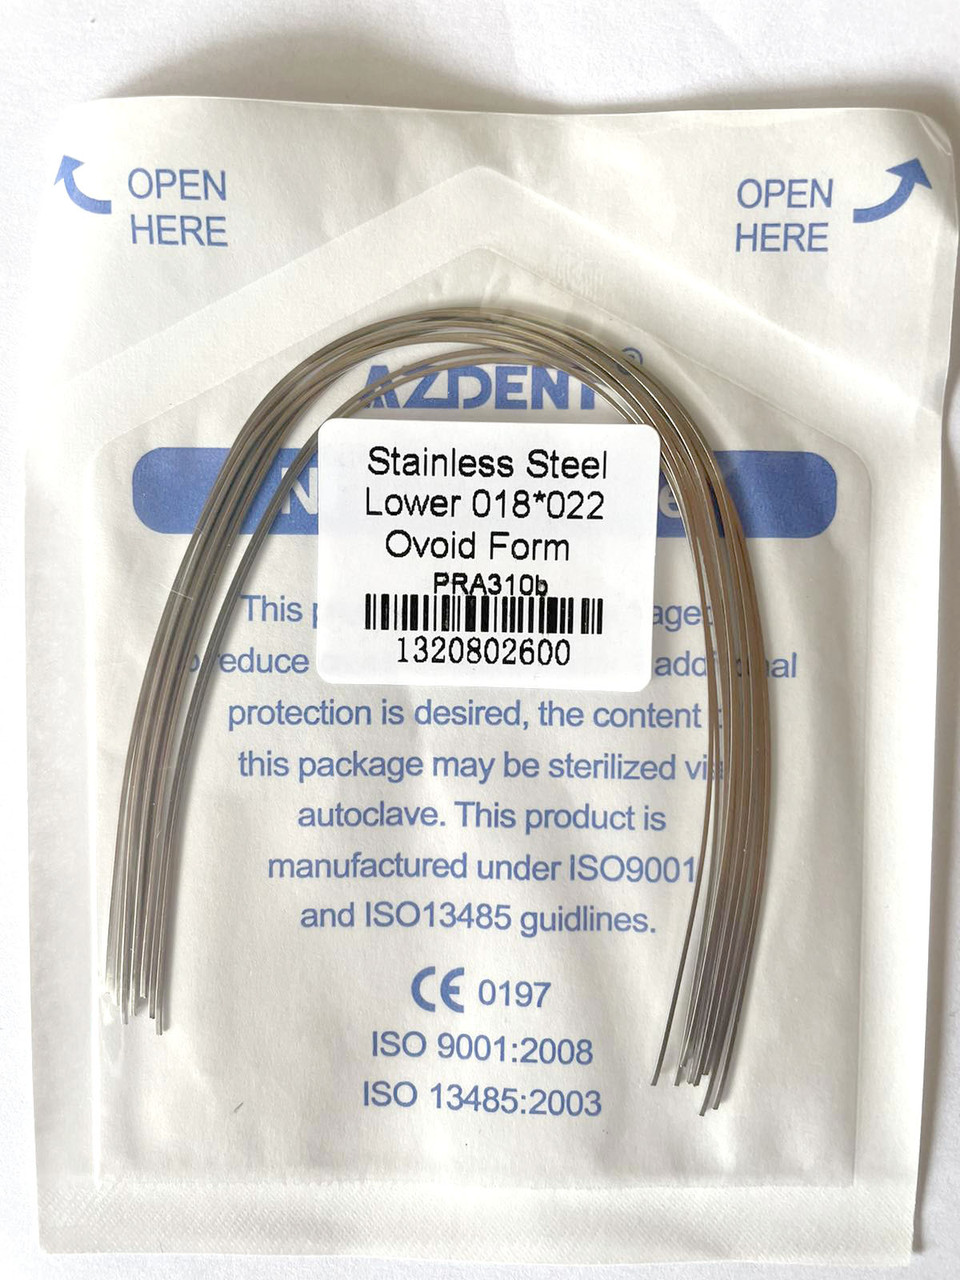 OPEN
HERE
OPEN
HERE
AZDENT®
Stainless Steel
Lower 018*022
Ovoid Form
PRA310b
1320802600
This
protection is desired, the content
this package may be sterilized via
autoclave. This product is
manufactured under ISO9001
and ISO13485 guidlines.
CE 0197
ISO 9001:2008
ISO 13485:2003